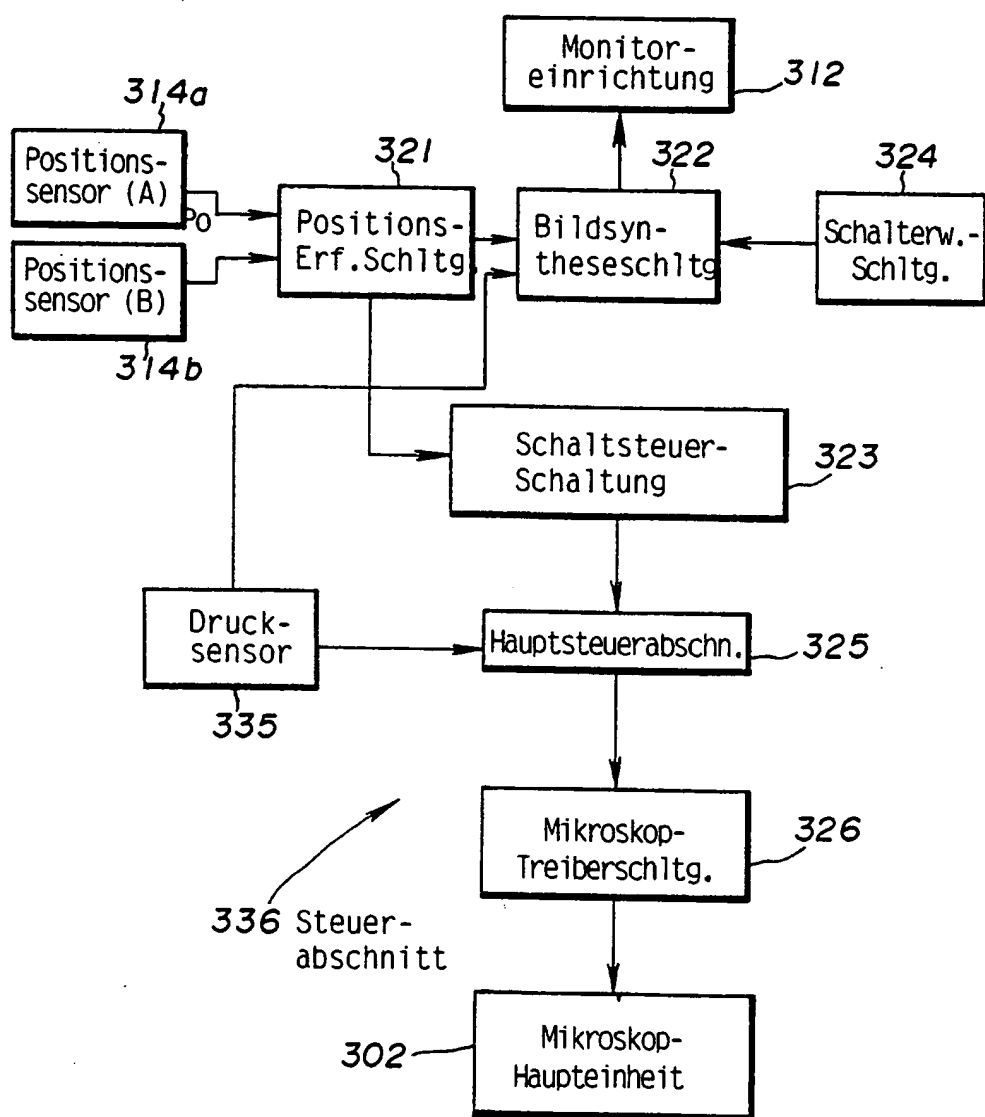 Monitor-
einrichtung
312
314a
Positions-
sensor (A)
PO
321
322
324
Positions-
Erf.Schltg.
Bildsyn-
theseschltg
Schalterw.-
Schltg.
Positions-
sensor (B)
314b
Schaltsteuer-
Schaltung
323
Druck-
sensor
335
Hauptsteuerabschn.
325
Mikroskop-
Treiberschltg.
326
336 Steuer-
abschnitt
302
Mikroskop-
Haupteinheit